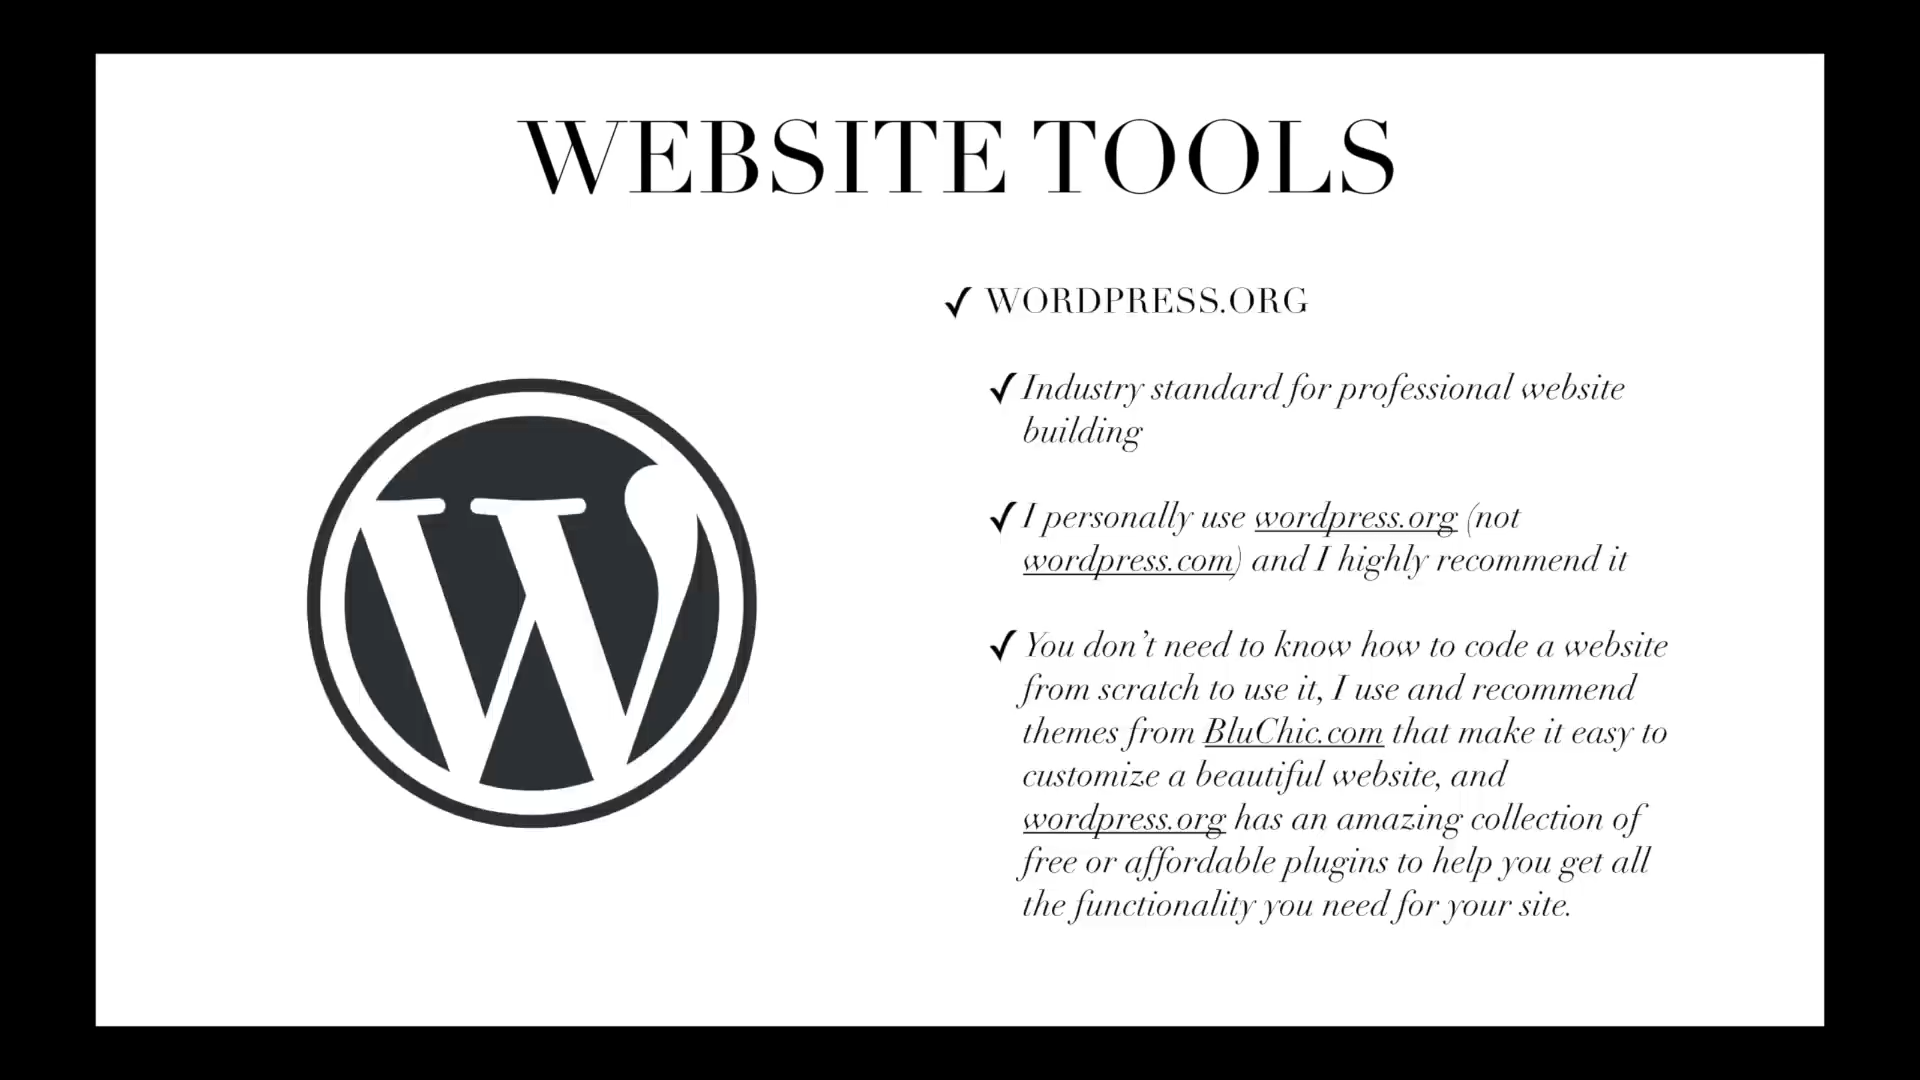 WEBSITE TOOLS
✓ WORDPRESS.ORG
✓ Industry standard for professional website
building
✓ I personally use wordpress.org (not
wordpress.com) and I highly recommend it
✓ You don’t need to know how to code a website
from scratch to use it, I use and recommend
themes from BluChic.com that make it easy to
customize a beautiful website, and
wordpress.org has an amazing collection of
free or affordable plugins to help you get all
the functionality you need for your site.